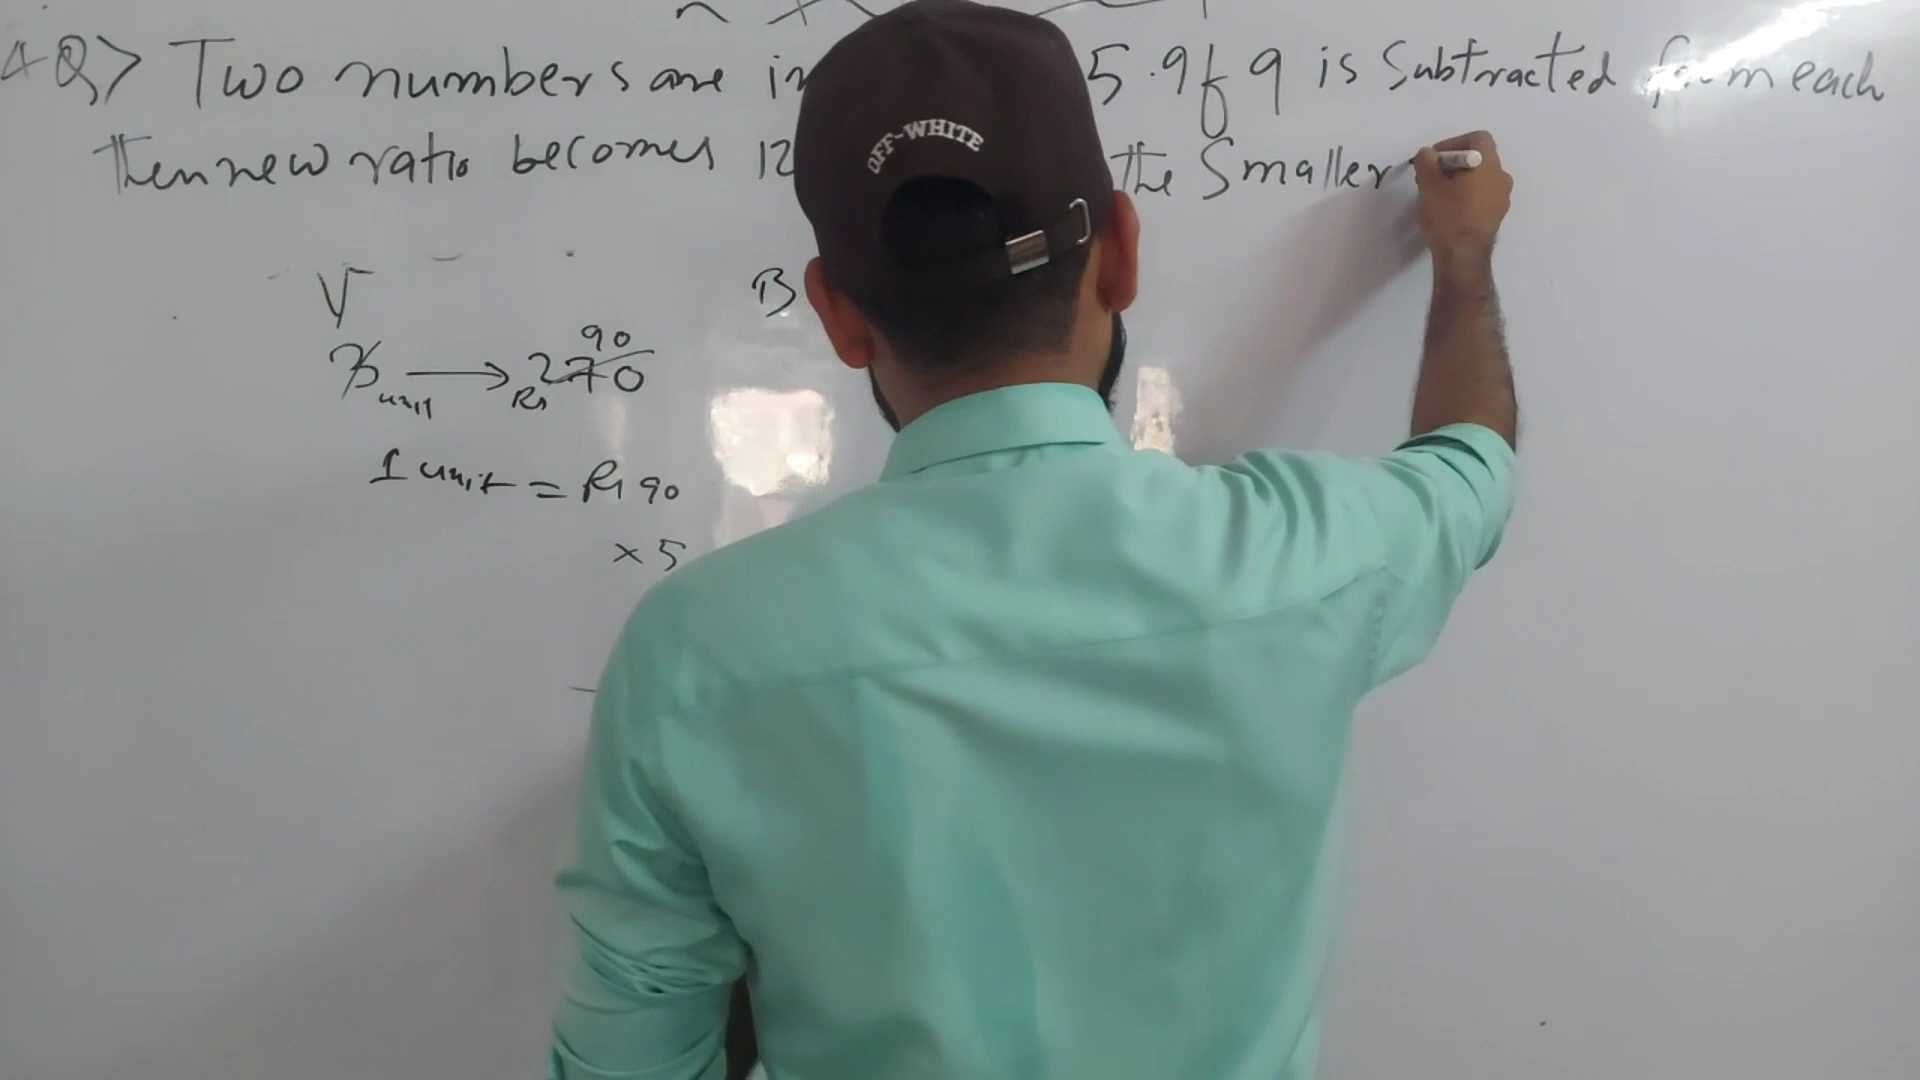 4Q> Two numbers are in 5. If 9 is Subtracted from each
then new ratio becomes 12 the Smaller
OFF-WHITE
B
90
3 unit → Rs 270
1 unit = Rs 90
× 5